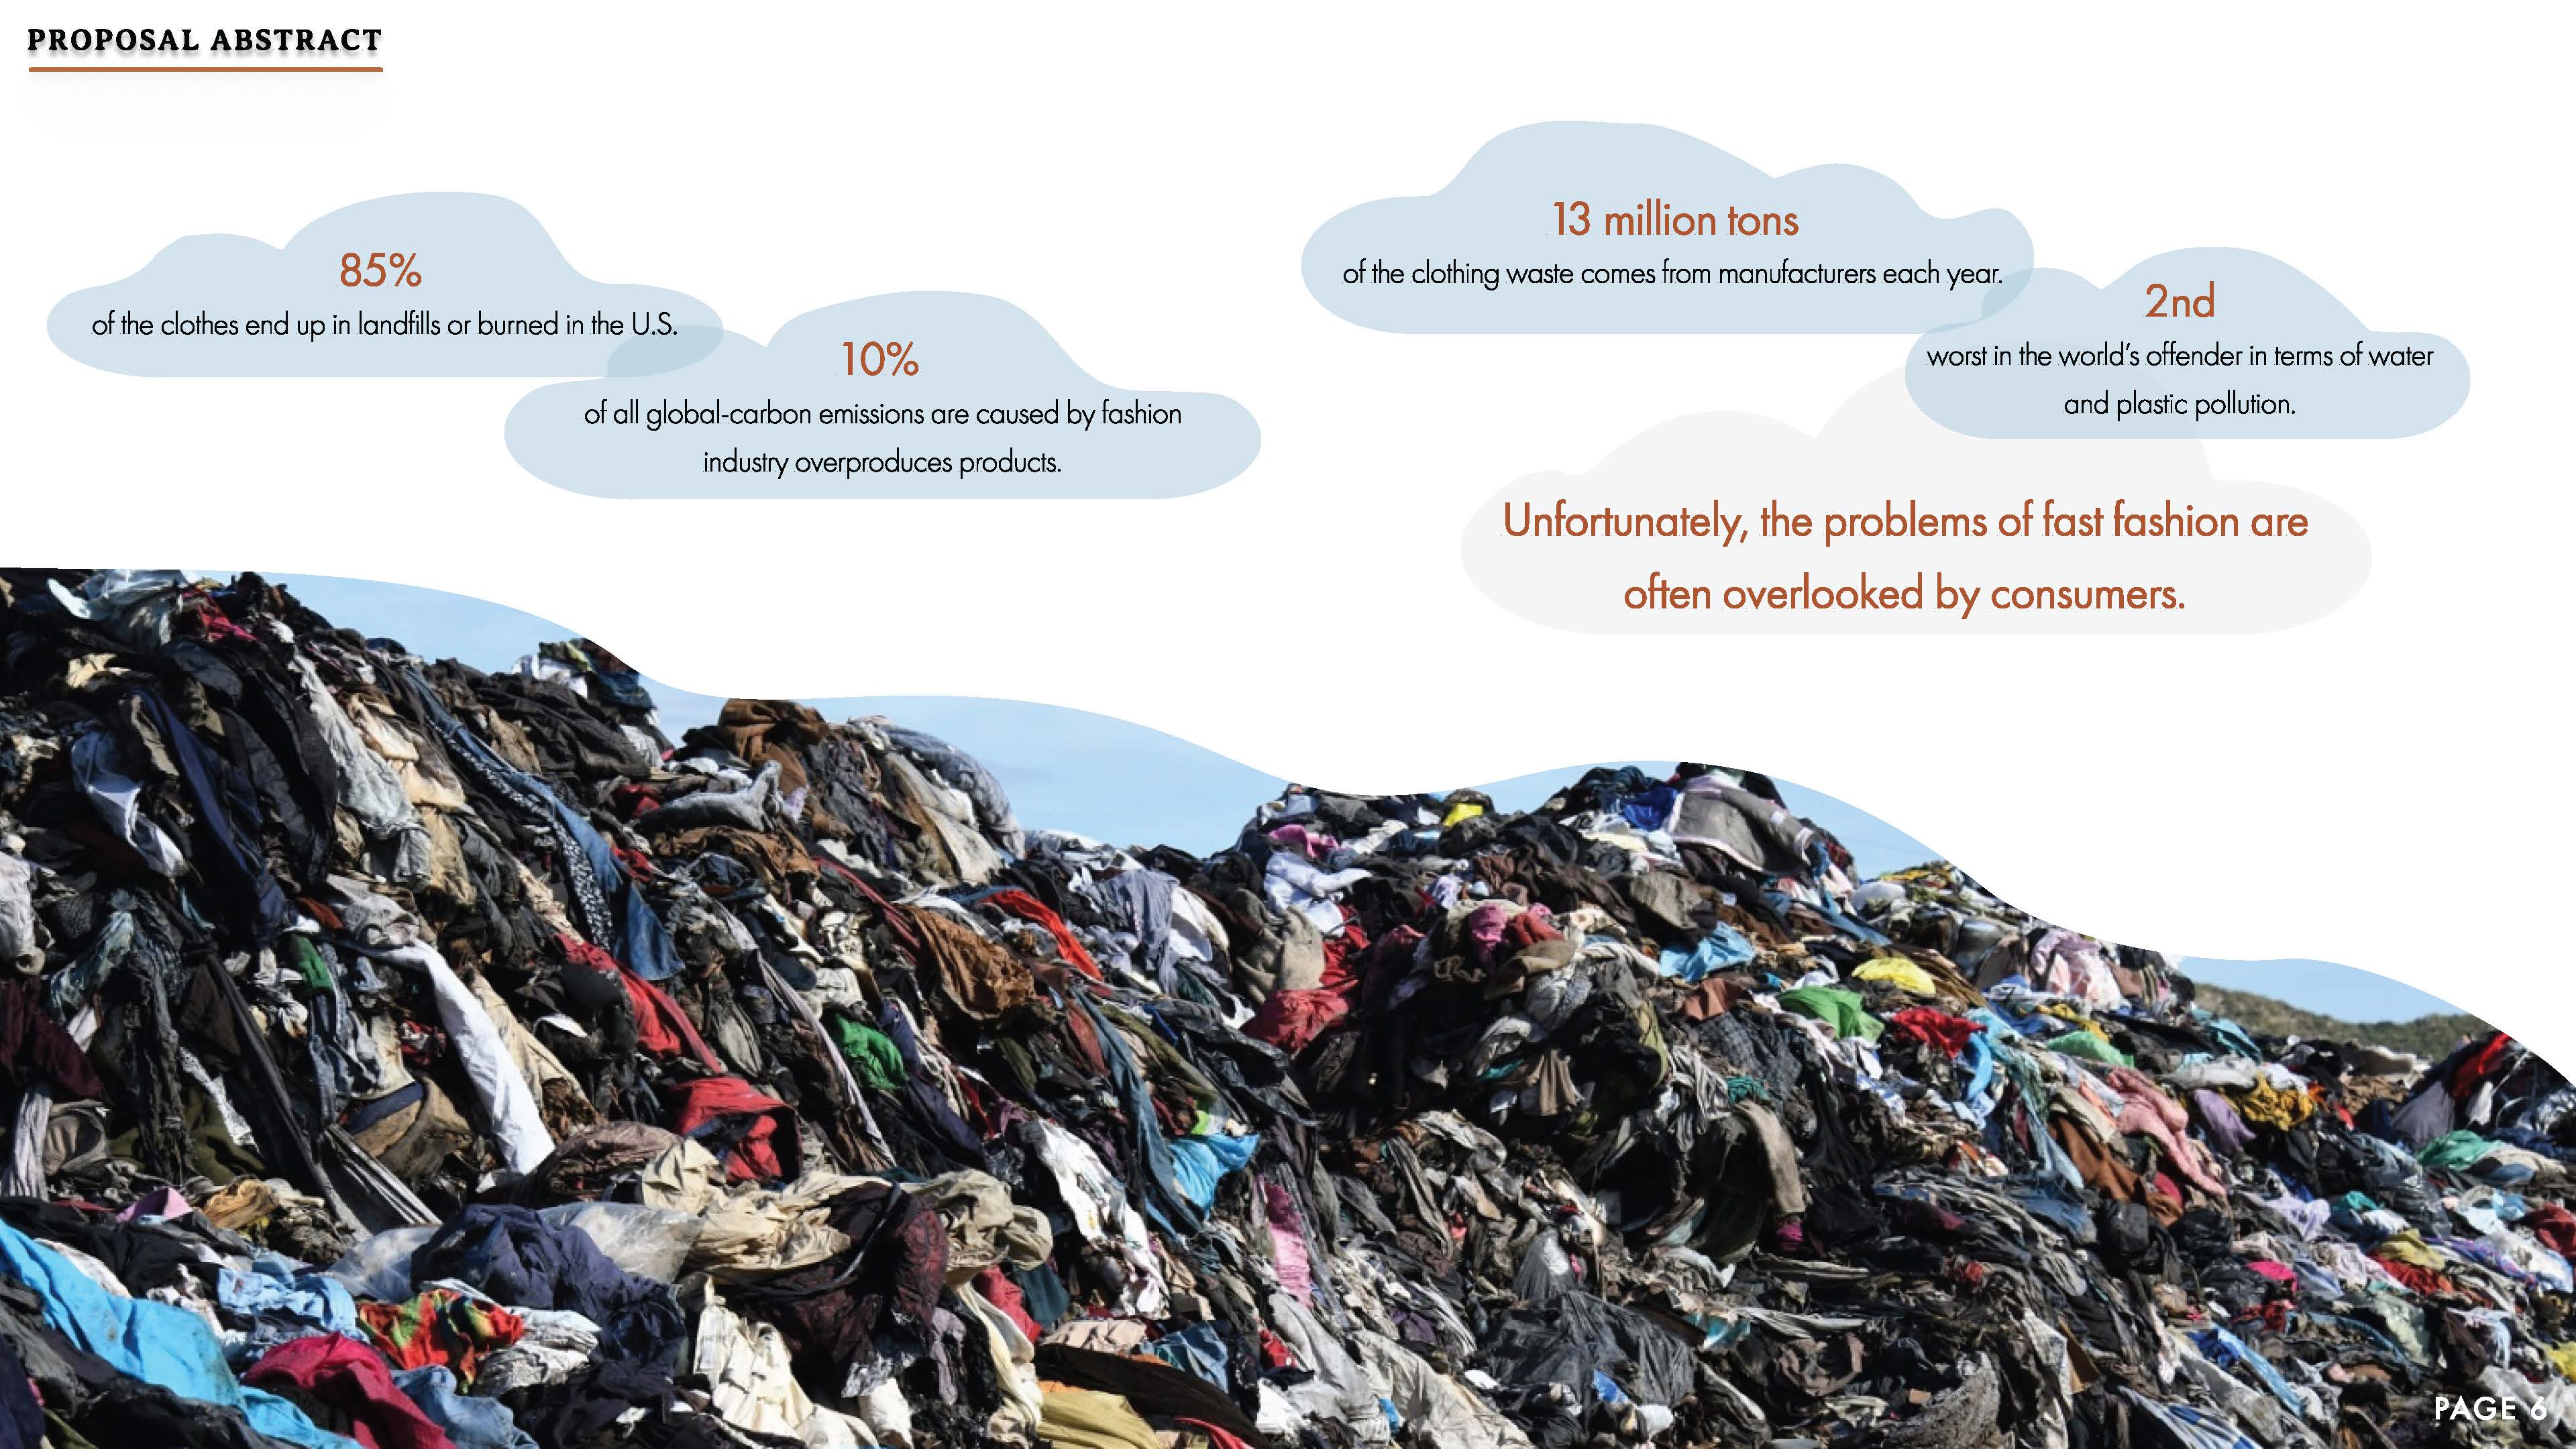 PROPOSAL ABSTRACT
85%
of the clothes end up in landfills or burned in the U.S.
10%
of all global-carbon emissions are caused by fashion
industry overproduces products.
13 million tons
of the clothing waste comes from manufacturers each year.
2nd
worst in the world's offender in terms of water
and plastic pollution.
Unfortunately, the problems of fast fashion are
often overlooked by consumers.
PAGE 6